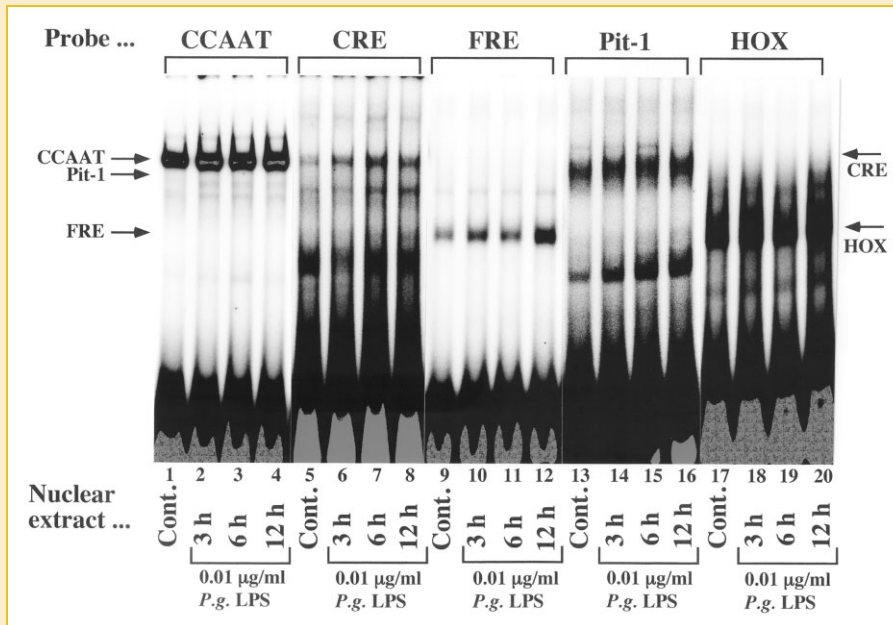 Probe ... CCAAT CRE FRE Pit-1 HOX
CCAAT
Pit-1
FRE
CRE
HOX
1 2 3 4 5 6 7 8 9 10 11 12 13 14 15 16 17 18 19 20
Nuclear
extract ...
Cont. 3 h 6 h 12 h Cont. 3 h 6 h 12 h Cont. 3 h 6 h 12 h Cont. 3 h 6 h 12 h Cont. 3 h 6 h 12 h
0.01 µg/ml 0.01 µg/ml 0.01 µg/ml 0.01 µg/ml 0.01 µg/ml
P.g. LPS P.g. LPS P.g. LPS P.g. LPS P.g. LPS